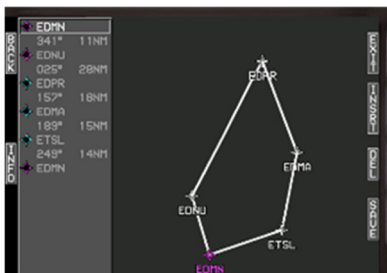 EDMN
341° 11NM
EDNU
025° 28NM
EDPR
157° 18NM
EDMA
189° 15NM
ETSL
249° 14NM
EDMN
BACK
INFO
EDPR
EDMA
EDNU
ETSL
EDMN
EXIT
INSRT
DEL
SAVE